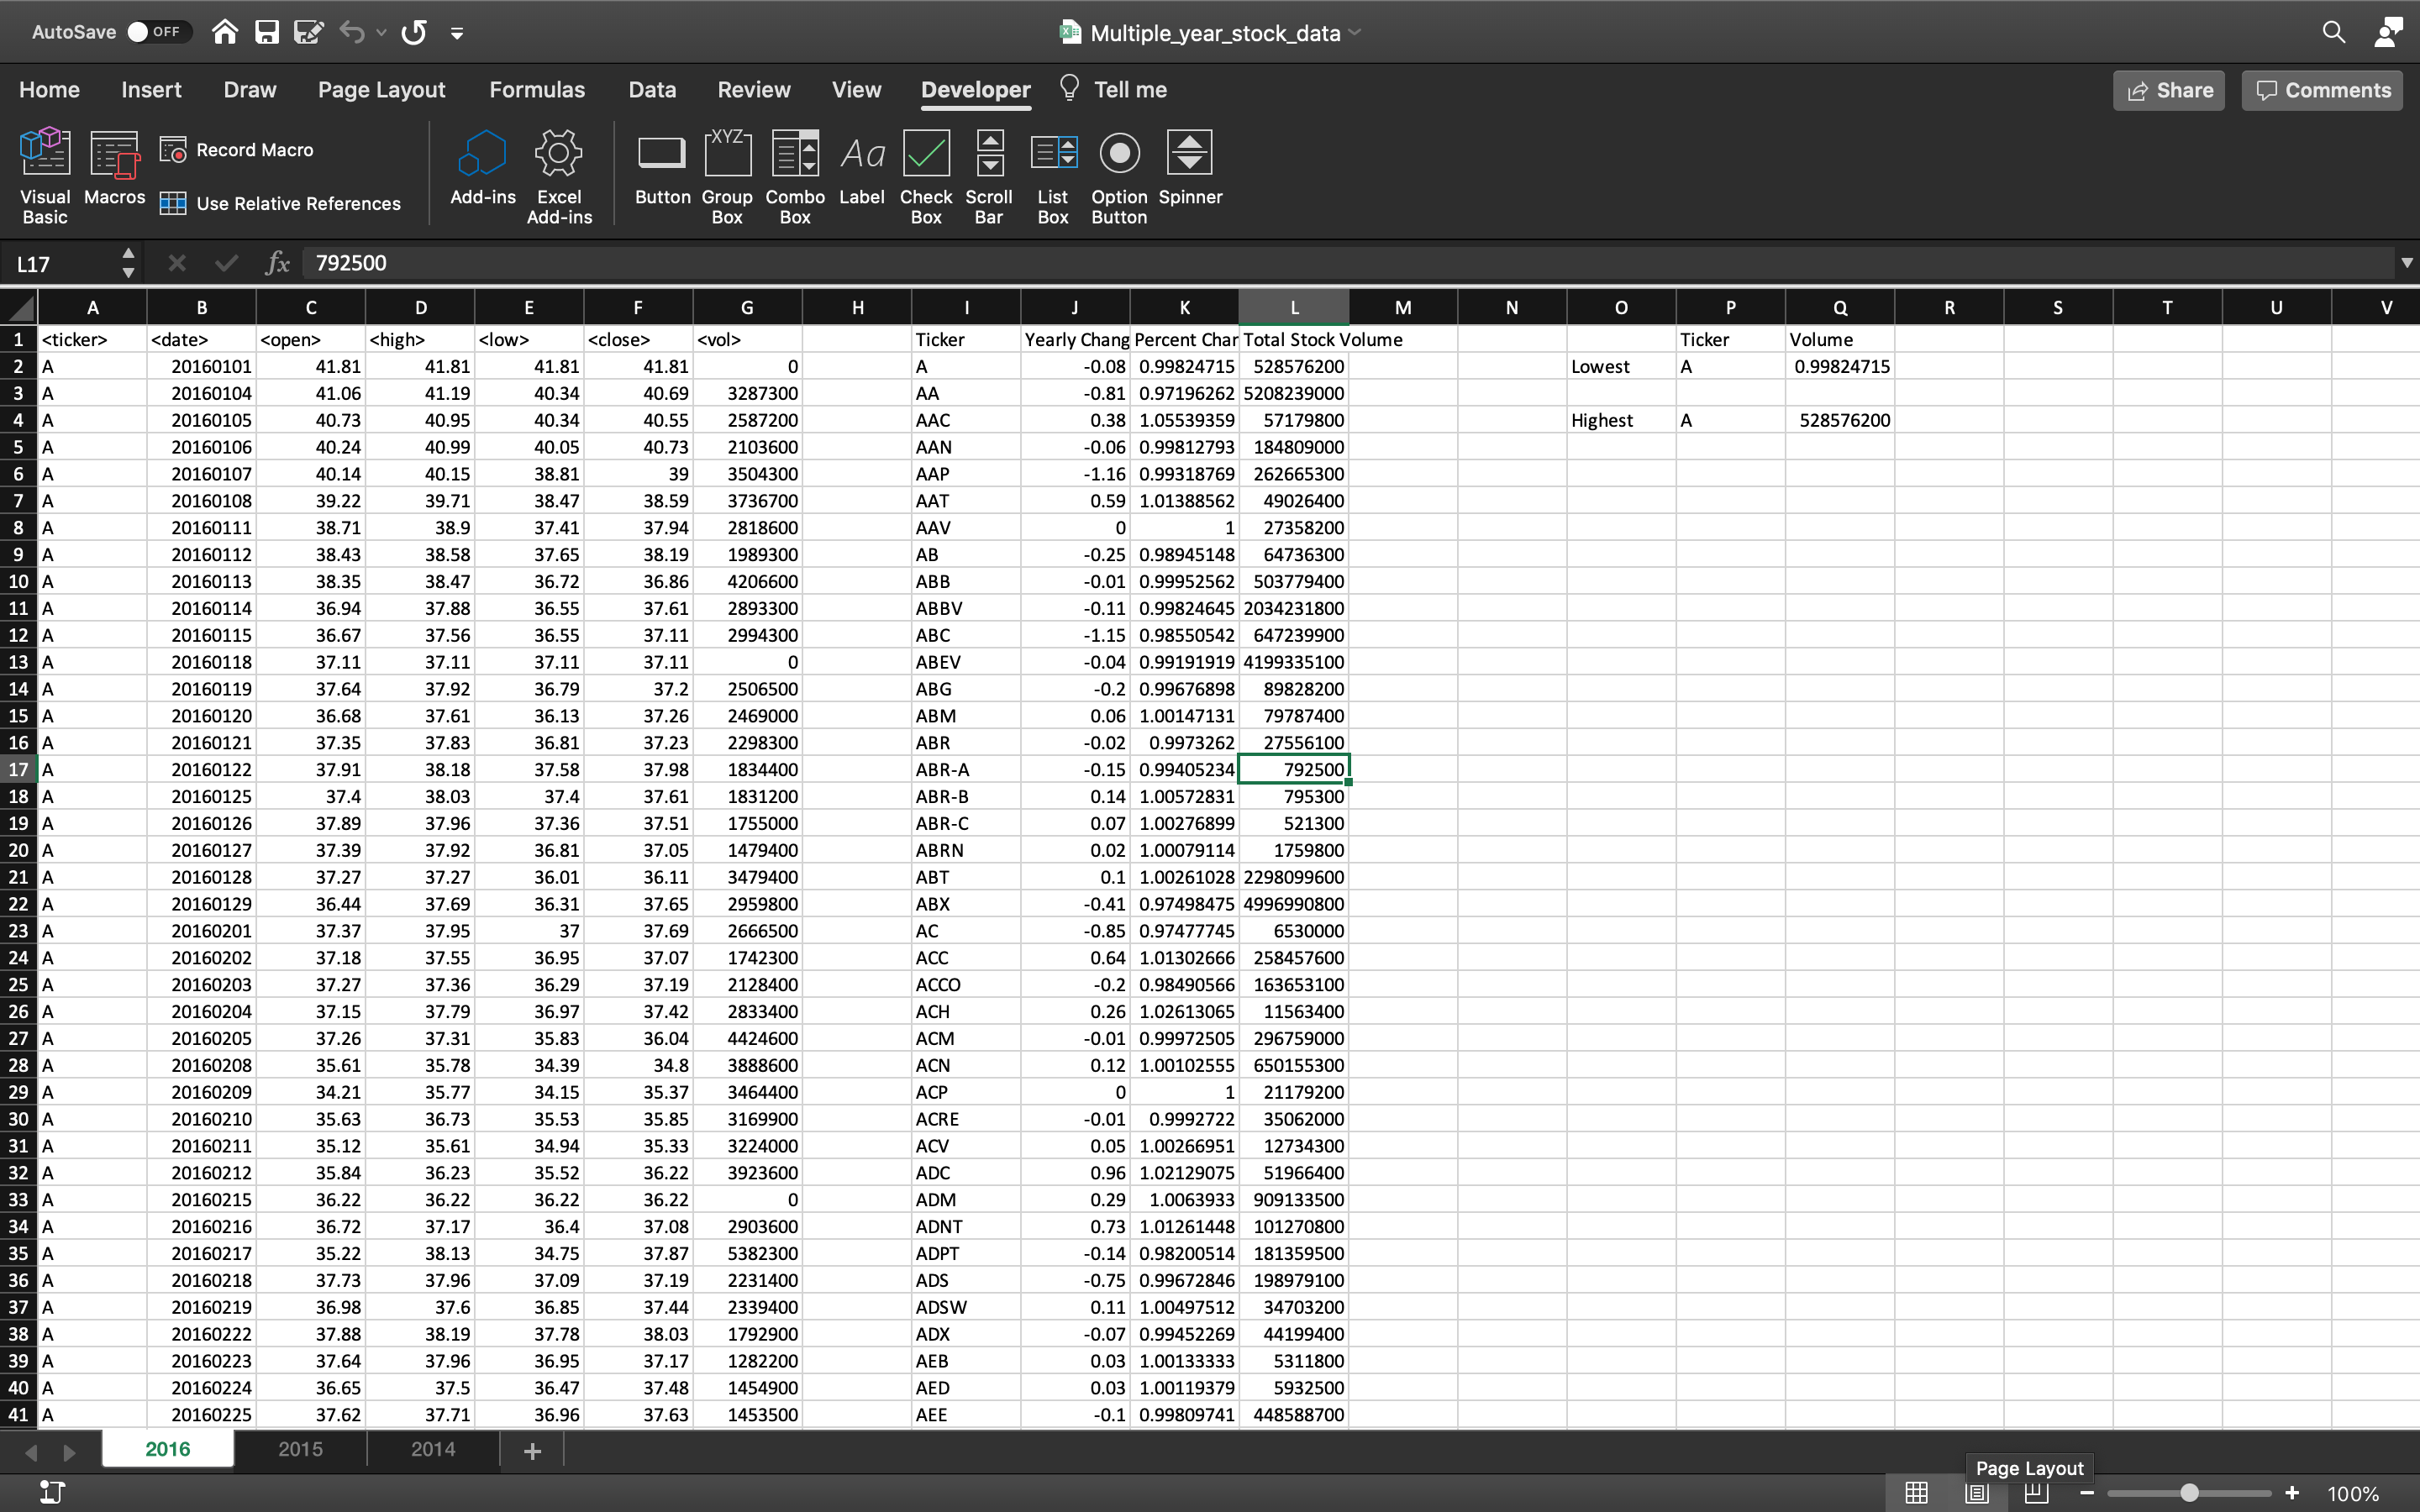 AutoSave OFF Multiple_year_stock_data
Home Insert Draw Page Layout Formulas Data Review View Developer Tell me Share Comments
Visual Basic Macros Record Macro Use Relative References Add-ins Excel Add-ins Button XYZ Group Box Combo Box Aa Label Check Box Scroll Bar List Box Option Button Spinner
L17 fx 792500
A B C D E F G H I J K L M N O P Q R S T U V
1 <ticker> <date> <open> <high> <low> <close> <vol> Ticker Yearly Chang Percent Char Total Stock Volume Ticker Volume
2 A 20160101 41.81 41.81 41.81 41.81 0 A -0.08 0.99824715 528576200 Lowest A 0.99824715
3 A 20160104 41.06 41.19 40.34 40.69 3287300 AA -0.81 0.97196262 5208239000
4 A 20160105 40.73 40.95 40.34 40.55 2587200 AAC 0.38 1.05539359 57179800 Highest A 528576200
5 A 20160106 40.24 40.99 40.05 40.73 2103600 AAN -0.06 0.99812793 184809000
6 A 20160107 40.14 40.15 38.81 39 3504300 AAP -1.16 0.99318769 262665300
7 A 20160108 39.22 39.71 38.47 38.59 3736700 AAT 0.59 1.01388562 49026400
8 A 20160111 38.71 38.9 37.41 37.94 2818600 AAV 0 1 27358200
9 A 20160112 38.43 38.58 37.65 38.19 1989300 AB -0.25 0.98945148 64736300
10 A 20160113 38.35 38.47 36.72 36.86 4206600 ABB -0.01 0.99952562 503779400
11 A 20160114 36.94 37.88 36.55 37.61 2893300 ABBV -0.11 0.99824645 2034231800
12 A 20160115 36.67 37.56 36.55 37.11 2994300 ABC -1.15 0.98550542 647239900
13 A 20160118 37.11 37.11 37.11 37.11 0 ABEV -0.04 0.99191919 4199335100
14 A 20160119 37.64 37.92 36.79 37.2 2506500 ABG -0.2 0.99676898 89828200
15 A 20160120 36.68 37.61 36.13 37.26 2469000 ABM 0.06 1.00147131 79787400
16 A 20160121 37.35 37.83 36.81 37.23 2298300 ABR -0.02 0.9973262 27556100
17 A 20160122 37.91 38.18 37.58 37.98 1834400 ABR-A -0.15 0.99405234 792500
18 A 20160125 37.4 38.03 37.4 37.61 1831200 ABR-B 0.14 1.00572831 795300
19 A 20160126 37.89 37.96 37.36 37.51 1755000 ABR-C 0.07 1.00276899 521300
20 A 20160127 37.39 37.92 36.81 37.05 1479400 ABRN 0.02 1.00079114 1759800
21 A 20160128 37.27 37.27 36.01 36.11 3479400 ABT 0.1 1.00261028 2298099600
22 A 20160129 36.44 37.69 36.31 37.65 2959800 ABX -0.41 0.97498475 4996990800
23 A 20160201 37.37 37.95 37 37.69 2666500 AC -0.85 0.97477745 6530000
24 A 20160202 37.18 37.55 36.95 37.07 1742300 ACC 0.64 1.01302666 258457600
25 A 20160203 37.27 37.36 36.29 37.19 2128400 ACCO -0.2 0.98490566 163653100
26 A 20160204 37.15 37.79 36.97 37.42 2833400 ACH 0.26 1.02613065 11563400
27 A 20160205 37.26 37.31 35.83 36.04 4424600 ACM -0.01 0.99972505 296759000
28 A 20160208 35.61 35.78 34.39 34.8 3888600 ACN 0.12 1.00102555 650155300
29 A 20160209 34.21 35.77 34.15 35.37 3464400 ACP 0 1 21179200
30 A 20160210 35.63 36.73 35.53 35.85 3169900 ACRE -0.01 0.9992722 35062000
31 A 20160211 35.12 35.61 34.94 35.33 3224000 ACV 0.05 1.00266951 12734300
32 A 20160212 35.84 36.23 35.52 36.22 3923600 ADC 0.96 1.02129075 51966400
33 A 20160215 36.22 36.22 36.22 36.22 0 ADM 0.29 1.0063933 909133500
34 A 20160216 36.72 37.17 36.4 37.08 2903600 ADNT 0.73 1.01261448 101270800
35 A 20160217 35.22 38.13 34.75 37.87 5382300 ADPT -0.14 0.98200514 181359500
36 A 20160218 37.73 37.96 37.09 37.19 2231400 ADS -0.75 0.99672846 198979100
37 A 20160219 36.98 37.6 36.85 37.44 2339400 ADSW 0.11 1.00497512 34703200
38 A 20160222 37.88 38.19 37.78 38.03 1792900 ADX -0.07 0.99452269 44199400
39 A 20160223 37.64 37.96 36.95 37.17 1282200 AEB 0.03 1.00133333 5311800
40 A 20160224 36.65 37.5 36.47 37.48 1454900 AED 0.03 1.00119379 5932500
41 A 20160225 37.62 37.71 36.96 37.63 1453500 AEE -0.1 0.99809741 448588700
2016 2015 2014
Page Layout
100%